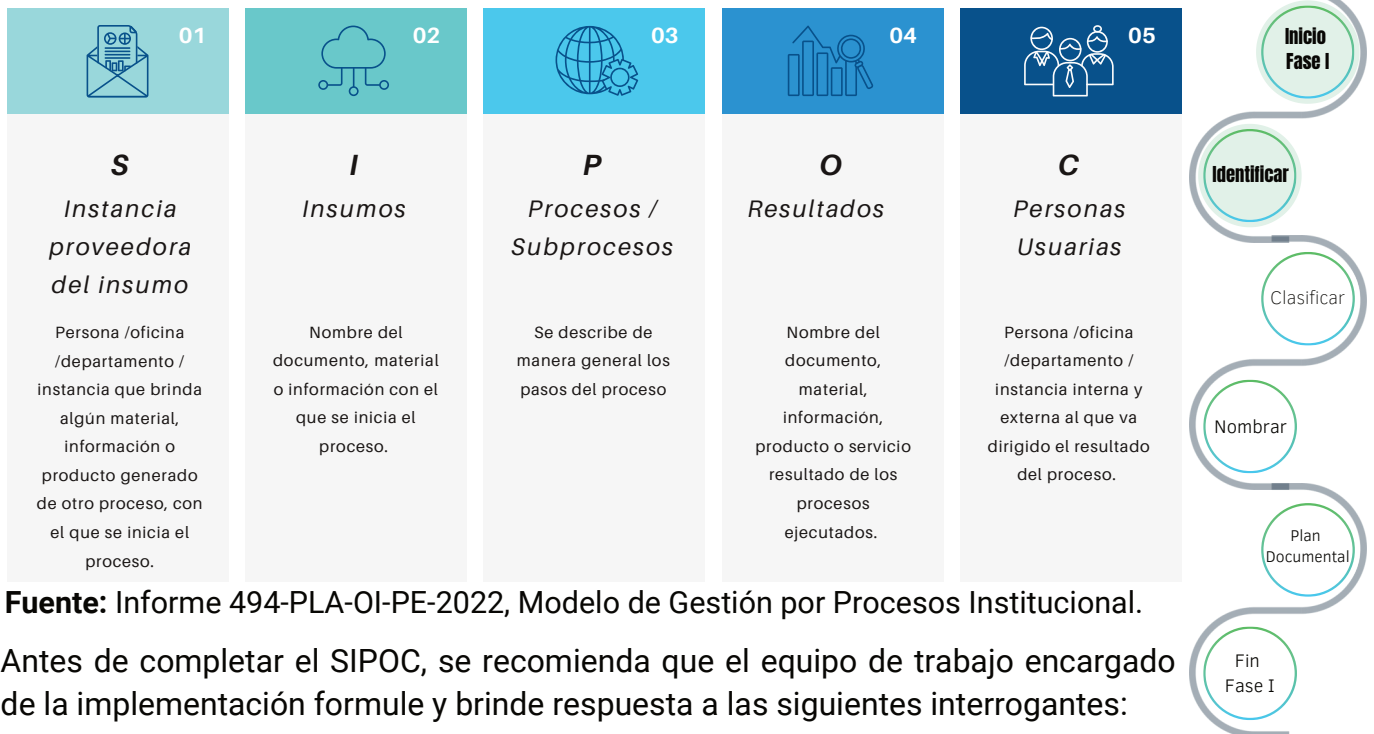 01
S
Instancia
proveedora
del insumo
Persona /oficina
/departamento /
instancia que brinda
algún material,
información o
producto generado
de otro proceso, con
el que se inicia el
proceso.
02
I
Insumos
Nombre del
documento, material
o información con el
que se inicia el
proceso.
03
P
Procesos /
Subprocesos
Se describe de
manera general los
pasos del proceso
04
O
Resultados
Nombre del
documento,
material,
información,
producto o servicio
resultado de los
procesos
ejecutados.
05
C
Personas
Usuarias
Persona /oficina
/departamento /
instancia interna y
externa al que va
dirigido el resultado
del proceso.
Fuente: Informe 494-PLA-OI-PE-2022, Modelo de Gestión por Procesos Institucional.
Antes de completar el SIPOC, se recomienda que el equipo de trabajo encargado
de la implementación formule y brinde respuesta a las siguientes interrogantes:
Inicio
Fase I
Identificar
Clasificar
Nombrar
Plan
Documental
Fin
Fase I